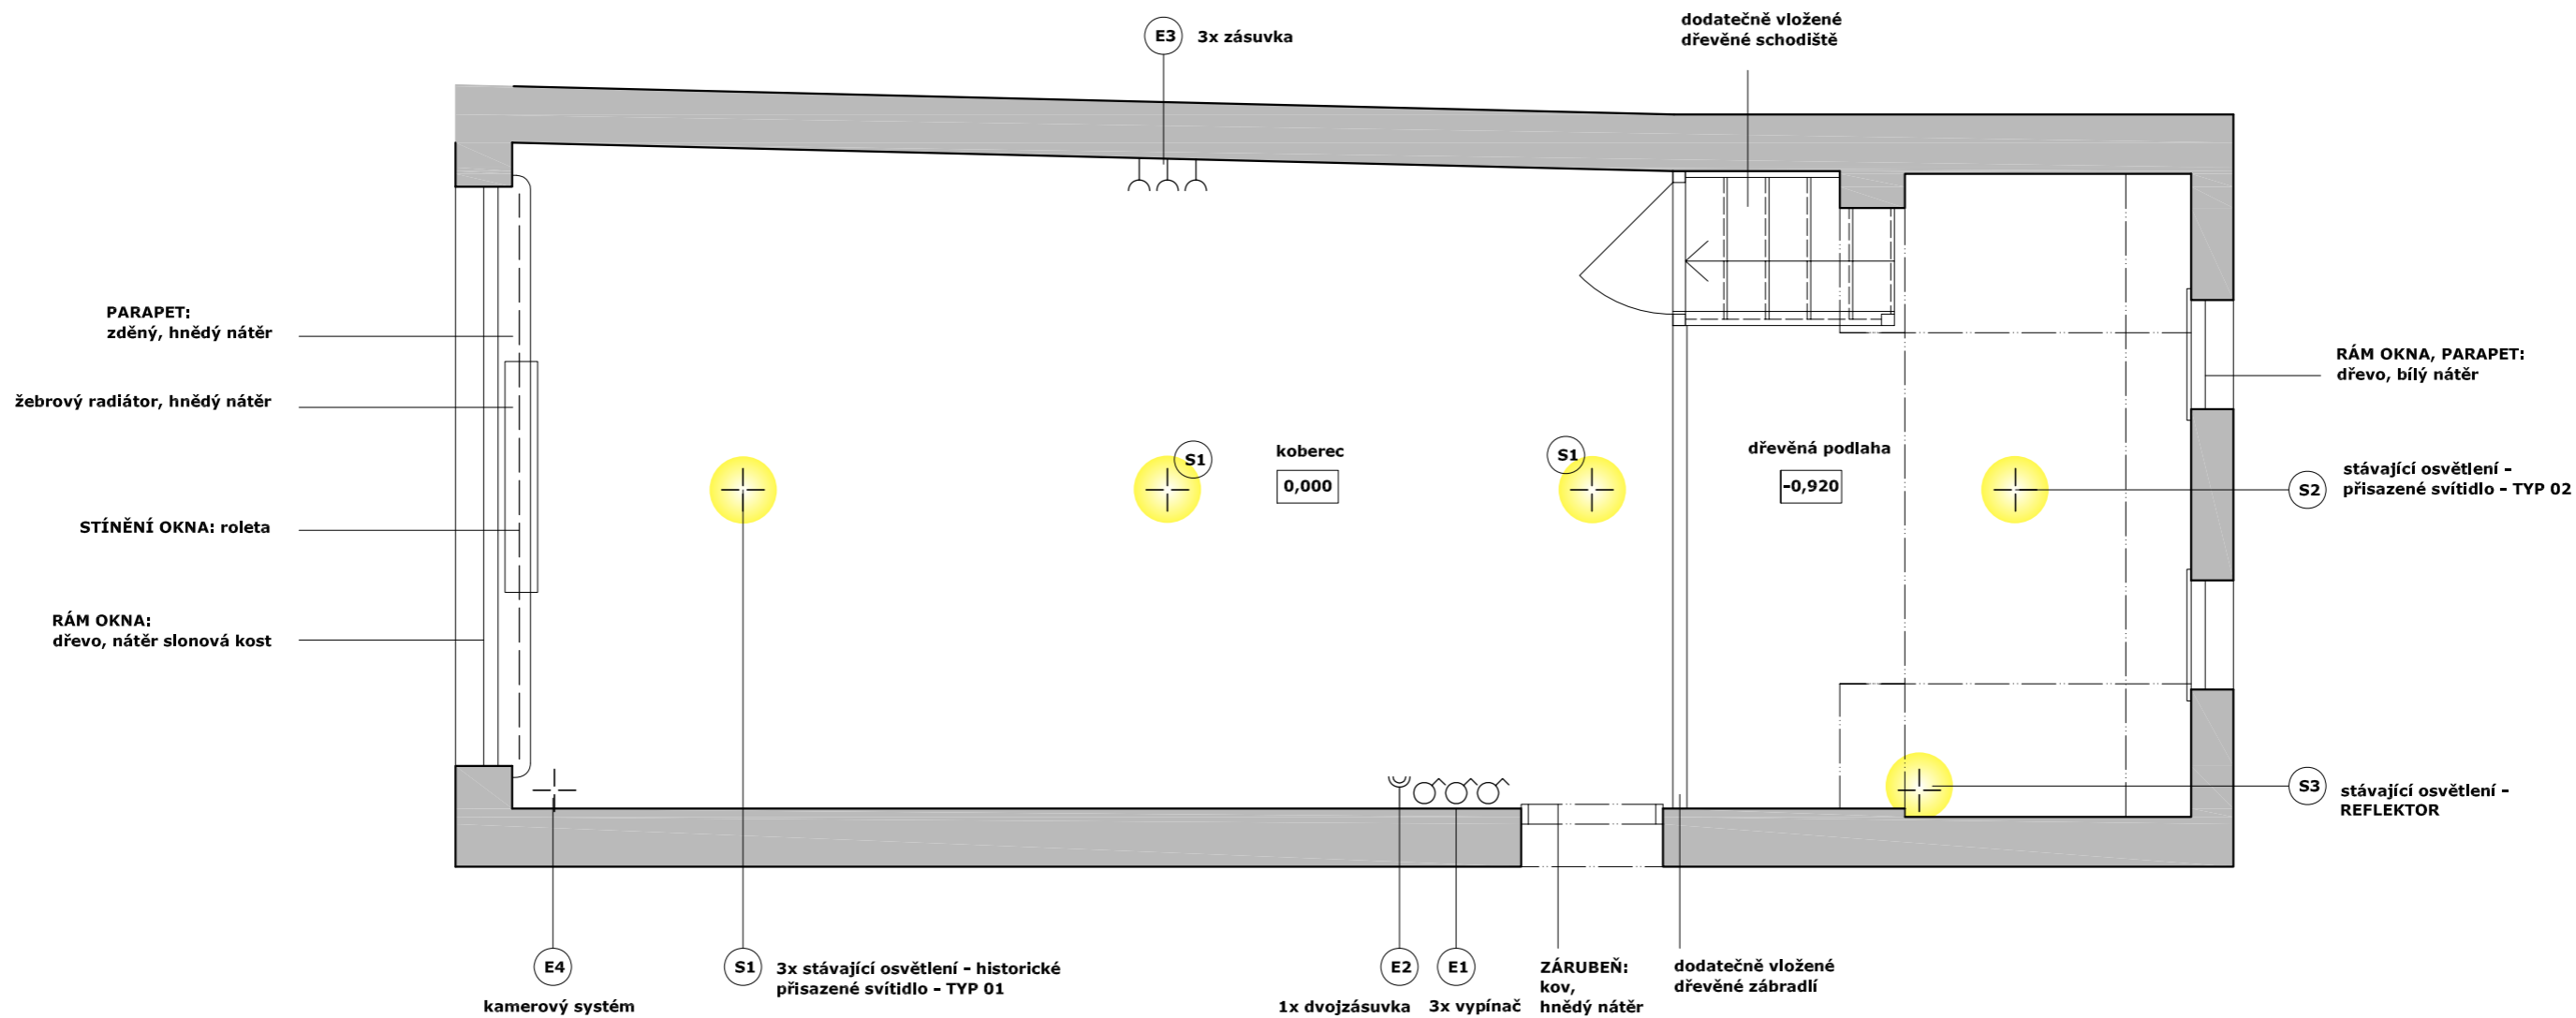 dodatečně vložené
dřevěné schodiště
E3
3x zásuvka
PARAPET:
zděný, hnědý nátěr
žebrový radiátor, hnědý nátěr
STÍNĚNÍ OKNA: roleta
RÁM OKNA:
dřevo, nátěr slonová kost
S1
koberec
0,000
S1
dřevěná podlaha
-0,920
RÁM OKNA, PARAPET:
dřevo, bílý nátěr
S2
stávající osvětlení -
přisazené svítidlo - TYP 02
S3
stávající osvětlení -
REFLEKTOR
E4
kamerový systém
S1
3x stávající osvětlení - historické
přisazené svítidlo - TYP 01
E2
1x dvojzásuvka
E1
3x vypínač
ZÁRUBEŇ:
kov,
hnědý nátěr
dodatečně vložené
dřevěné zábradlí